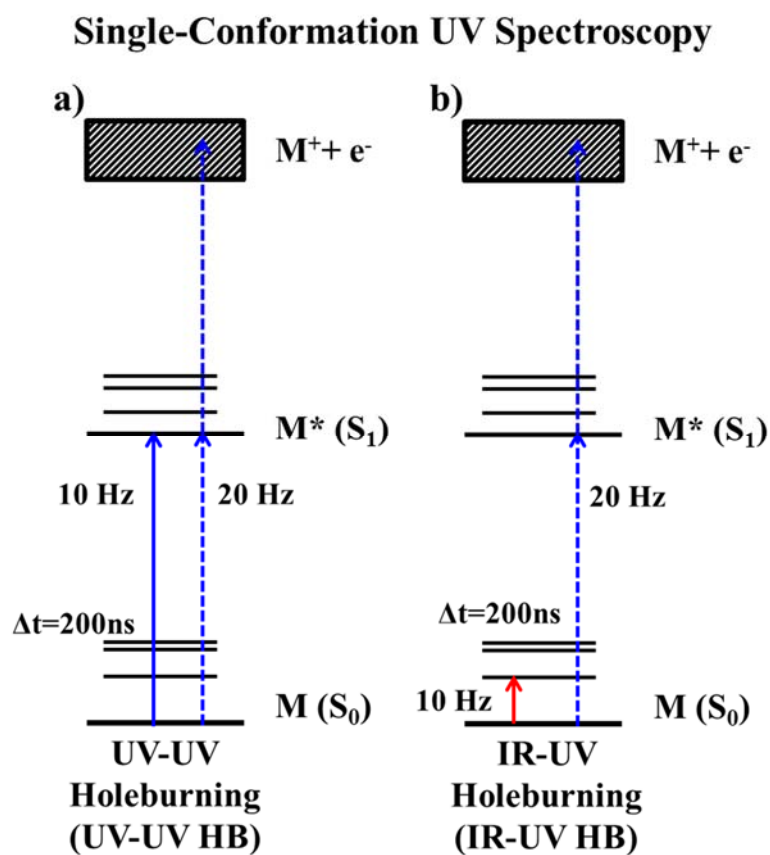 Single-Conformation UV Spectroscopy
a)
M⁺+ e⁻
M* (S₁)
10 Hz
20 Hz
Δt=200ns
M (S₀)
UV-UV
Holeburning
(UV-UV HB)
b)
M⁺+ e⁻
M* (S₁)
20 Hz
Δt=200ns
10 Hz
M (S₀)
IR-UV
Holeburning
(IR-UV HB)